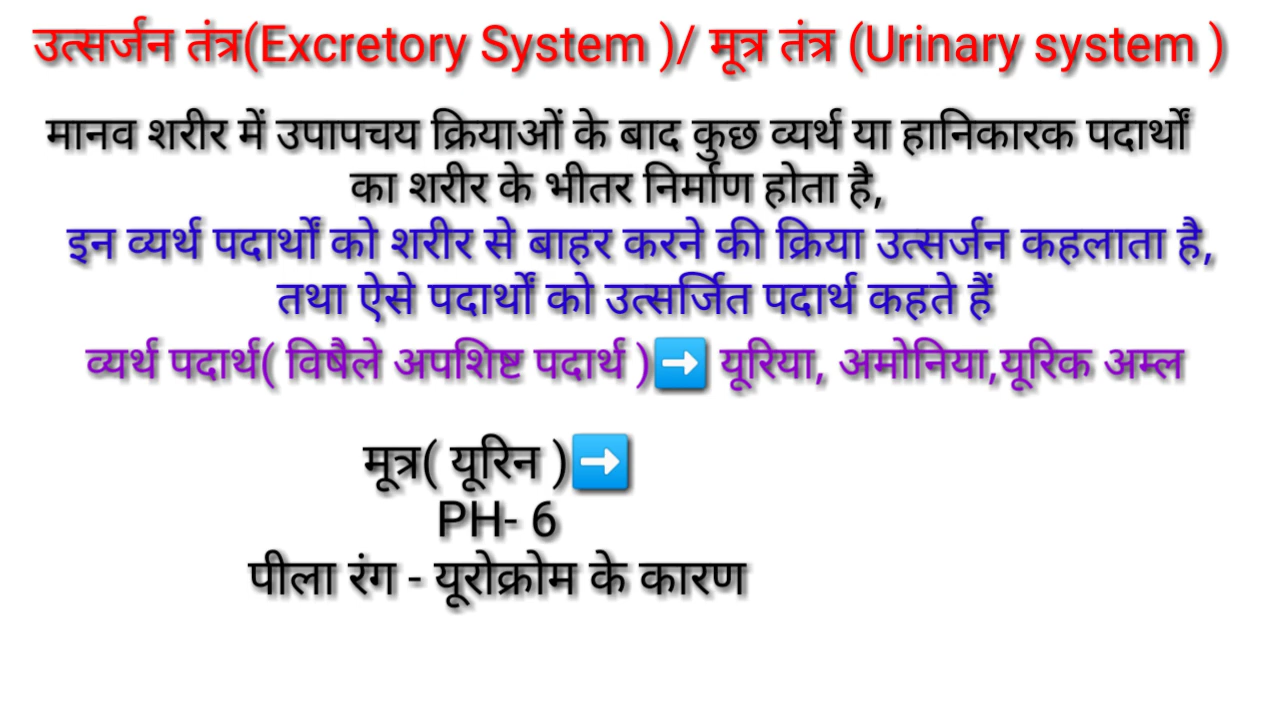 उत्सर्जन तंत्र(Excretory System )/ मूत्र तंत्र (Urinary system )
मानव शरीर में उपापचय क्रियाओं के बाद कुछ व्यर्थ या हानिकारक पदार्थों
का शरीर के भीतर निर्माण होता है,
इन व्यर्थ पदार्थों को शरीर से बाहर करने की क्रिया उत्सर्जन कहलाता है,
तथा ऐसे पदार्थों को उत्सर्जित पदार्थ कहते हैं
व्यर्थ पदार्थ( विषैले अपशिष्ट पदार्थ )➡️ यूरिया, अमोनिया,यूरिक अम्ल
मूत्र( यूरिन )➡️
PH- 6
पीला रंग - यूरोक्रोम के कारण